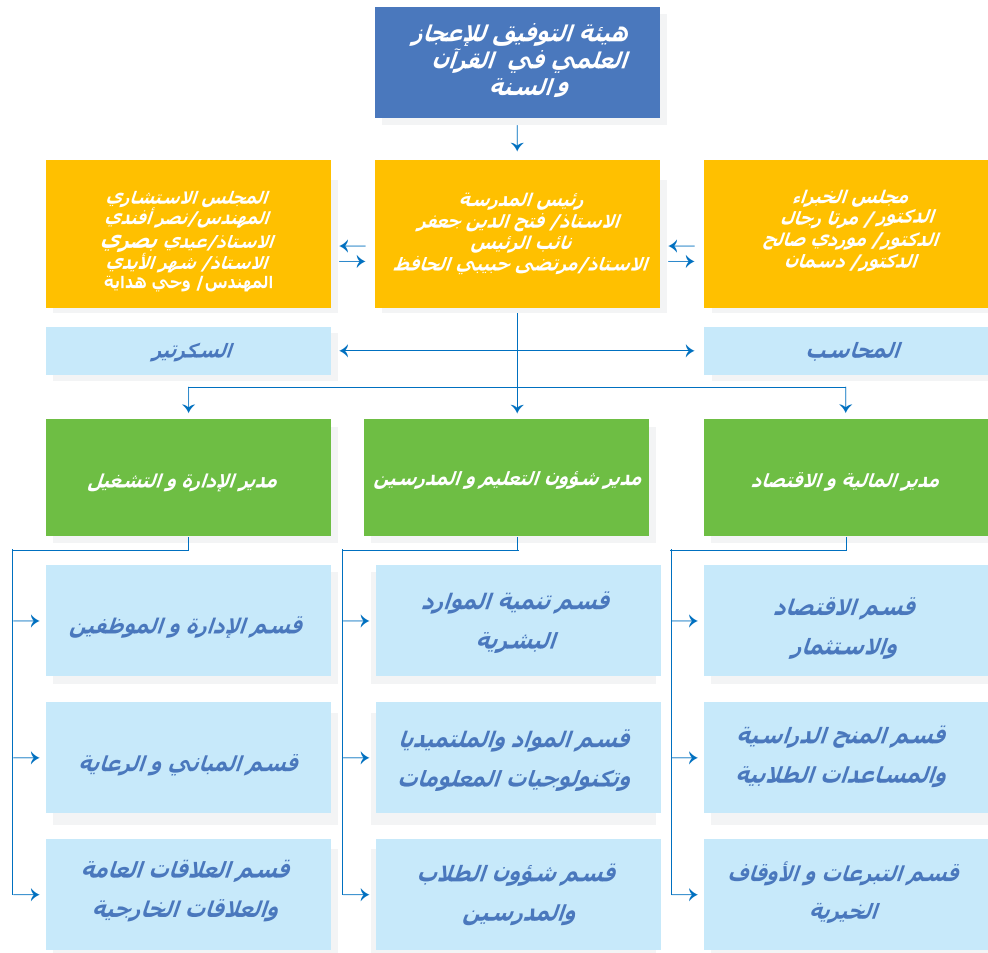 هيئة التوفيق للإعجاز
العلمي في القرآن
و السنة
مجلس الخبراء
الدكتور/ مرتا رجال
الدكتور/ موردي صالح
الدكتور/ دسمان
رئيس المدرسة
الاستاذ/ فتح الدين جعفر
نائب الرئيس
الاستاذ/مرتضى حبيبي الحافظ
المجلس الاستشاري
المهندس/نصر أفندي
الاستاذ/عبدى بصري
الاستاذ/ شهر الأيدي
المهندس/ وحي هداية
المحاسب
السكرتير
مدير المالية و الاقتصاد
مدير شؤون التعليم و المدرسين
مدير الإدارة و التشغيل
قسم الاقتصاد
والاستثمار
قسم تنمية الموارد
البشرية
قسم الإدارة و الموظفين
قسم المنح الدراسية
والمساعدات الطلابية
قسم المواد والملتميديا
وتكنولوجيات المعلومات
قسم المباني و الرعاية
قسم التبرعات و الأوقاف
الخيرية
قسم شؤون الطلاب
والمدرسين
قسم العلاقات العامة
والعلاقات الخارجية